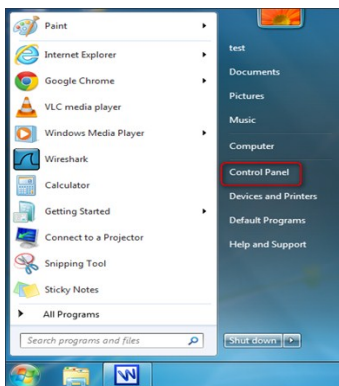 Paint
Internet Explorer
Google Chrome
VLC media player
Windows Media Player
Wireshark
Calculator
Getting Started
Connect to a Projector
Snipping Tool
Sticky Notes
All Programs
Search programs and files
test
Documents
Pictures
Music
Computer
Control Panel
Devices and Printers
Default Programs
Help and Support
Shut down
W